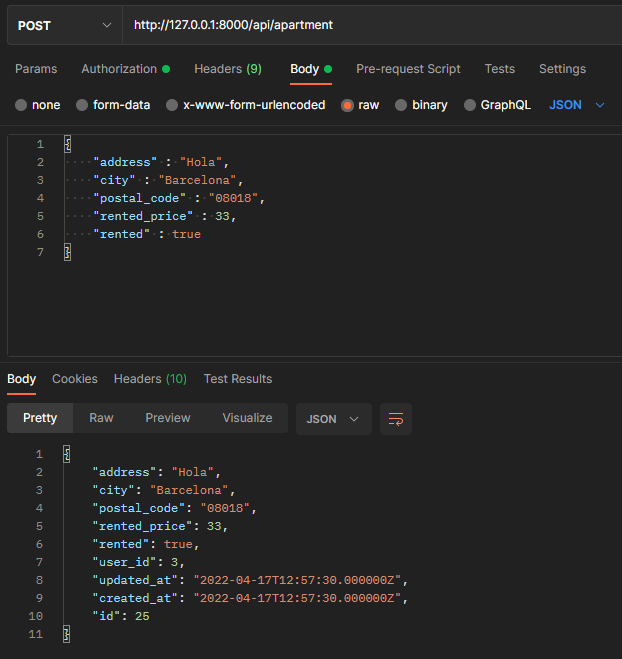 POST http://127.0.0.1:8000/api/apartment
Params Authorization Headers (9) Body Pre-request Script Tests Settings
none form-data x-www-form-urlencoded raw binary GraphQL JSON
1 {
2 "address" : "Hola",
3 "city" : "Barcelona",
4 "postal_code" : "08018",
5 "rented_price" : 33,
6 "rented" : true
7 }
Body Cookies Headers (10) Test Results
Pretty Raw Preview Visualize JSON
1 {
2 "address": "Hola",
3 "city": "Barcelona",
4 "postal_code": "08018",
5 "rented_price": 33,
6 "rented": true,
7 "user_id": 3,
8 "updated_at": "2022-04-17T12:57:30.000000Z",
9 "created_at": "2022-04-17T12:57:30.000000Z",
10 "id": 25
11 }